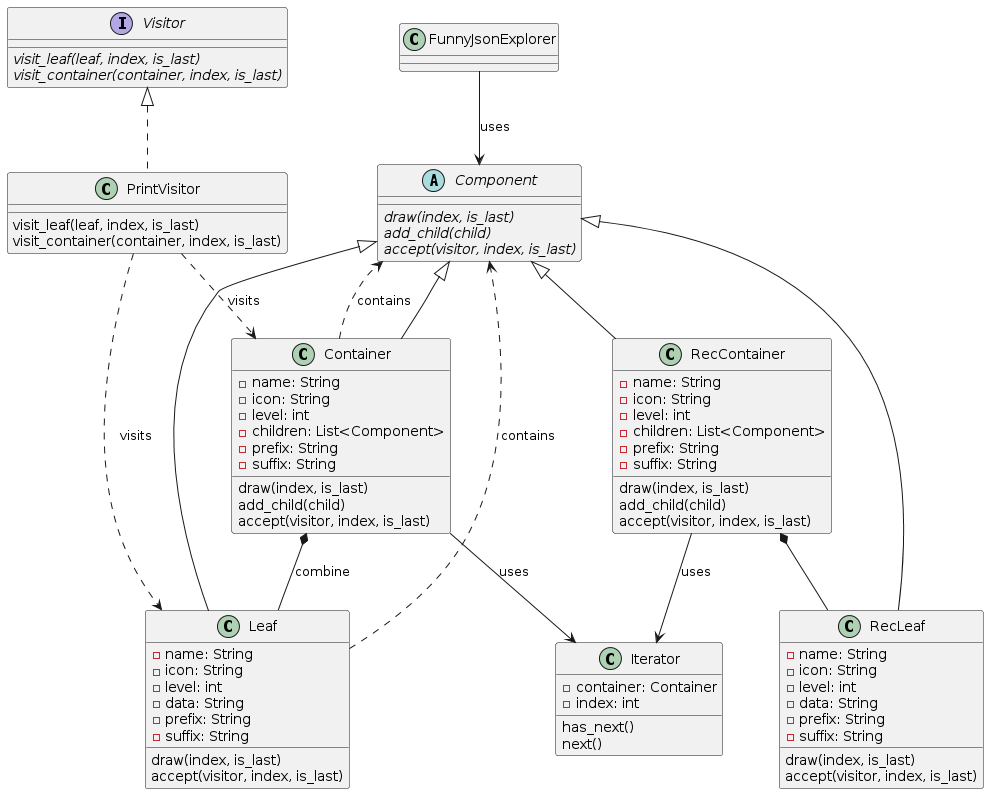 I Visitor
visit_leaf(leaf, index, is_last)
visit_container(container, index, is_last)
C FunnyJsonExplorer
uses
C PrintVisitor
visit_leaf(leaf, index, is_last)
visit_container(container, index, is_last)
A Component
draw(index, is_last)
add_child(child)
accept(visitor, index, is_last)
visits
contains
C Container
name: String
icon: String
level: int
children: List<Component>
prefix: String
suffix: String
draw(index, is_last)
add_child(child)
accept(visitor, index, is_last)
C RecContainer
name: String
icon: String
level: int
children: List<Component>
prefix: String
suffix: String
draw(index, is_last)
add_child(child)
accept(visitor, index, is_last)
visits
contains
combine
uses
uses
C Leaf
name: String
icon: String
level: int
data: String
prefix: String
suffix: String
draw(index, is_last)
accept(visitor, index, is_last)
C Iterator
container: Container
index: int
has_next()
next()
C RecLeaf
name: String
icon: String
level: int
data: String
prefix: String
suffix: String
draw(index, is_last)
accept(visitor, index, is_last)